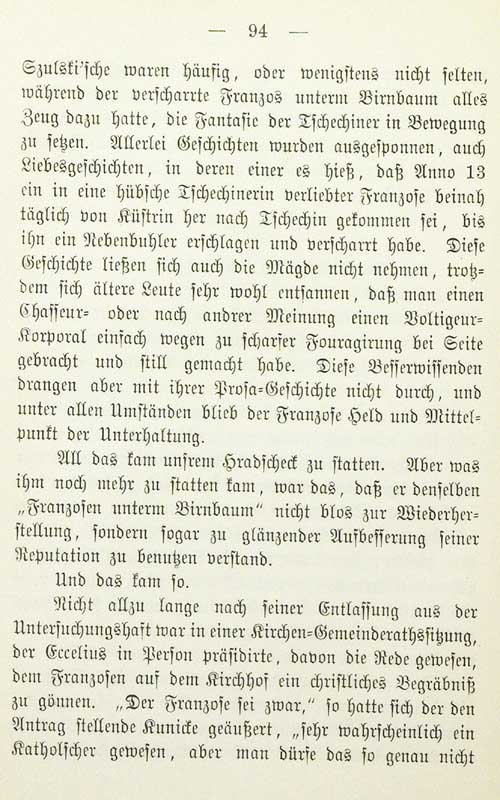 — 94 —
Szulski'sche waren häufig, oder wenigstens nicht selten,
während der verscharrte Franzos unterm Birnbaum alles
Zeug dazu hatte, die Fantasie der Tschechiner in Bewegung
zu setzen. Allerlei Geschichten wurden ausgesponnen, auch
Liebesgeschichten, in deren einer es hieß, daß Anno 13
ein in eine hübsche Tschechinerin verliebter Franzose beinah
täglich von Küstrin her nach Tschechin gekommen sei, bis
ihn ein Nebenbuhler erschlagen und verscharrt habe. Diese
Geschichte ließen sich auch die Mägde nicht nehmen, trotz-
dem sich ältere Leute sehr wohl entsannen, daß man einen
Chasseur- oder nach andrer Meinung einen Voltigeur-
Korporal einfach wegen zu scharfer Fouragirung bei Seite
gebracht und still gemacht habe. Diese Besserwissenden
drangen aber mit ihrer Prosa-Geschichte nicht durch, und
unter allen Umständen blieb der Franzose Held und Mittel-
punkt der Unterhaltung.
All das kam unsrem Hradscheck zu statten. Aber was
ihm noch mehr zu statten kam, war das, daß er denselben
„Franzosen unterm Birnbaum“ nicht blos zur Wiederher-
stellung, sondern sogar zu glänzender Aufbesserung seiner
Reputation zu benutzen verstand.
Und das kam so.
Nicht allzu lange nach seiner Entlassung aus der
Untersuchungshaft war in einer Kirchen-Gemeinderathssitzung,
der Eccelius in Person präsidirte, davon die Rede gewesen,
dem Franzosen auf dem Kirchhof ein christliches Begräbniß
zu gönnen. „Der Franzose sei zwar,“ so hatte sich der den
Antrag stellende Kunicke geäußert, „sehr wahrscheinlich ein
Katholscher gewesen, aber man dürfe das so genau nicht